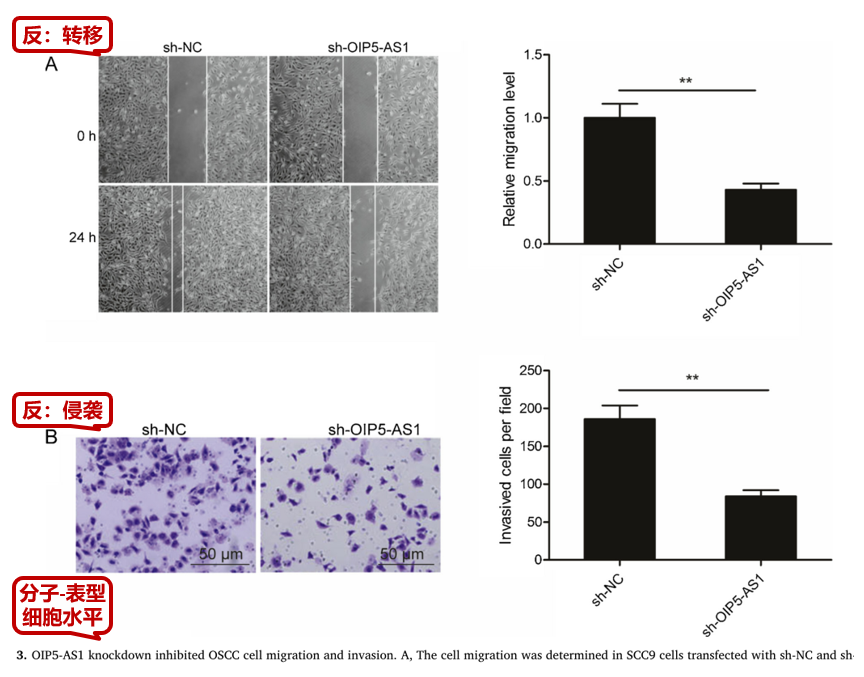 反：转移
A
sh-NC
sh-OIP5-AS1
0 h
24 h
Relative migration level
1.5
1.0
0.5
0.0
**
sh-NC
sh-OIP5-AS1
反：侵袭
B
sh-NC
sh-OIP5-AS1
50 μm
50 μm
Invasived cells per field
250
200
150
100
50
0
**
sh-NC
sh-OIP5-AS1
分子-表型
细胞水平
3. OIP5-AS1 knockdown inhibited OSCC cell migration and invasion. A, The cell migration was determined in SCC9 cells transfected with sh-NC and sh-